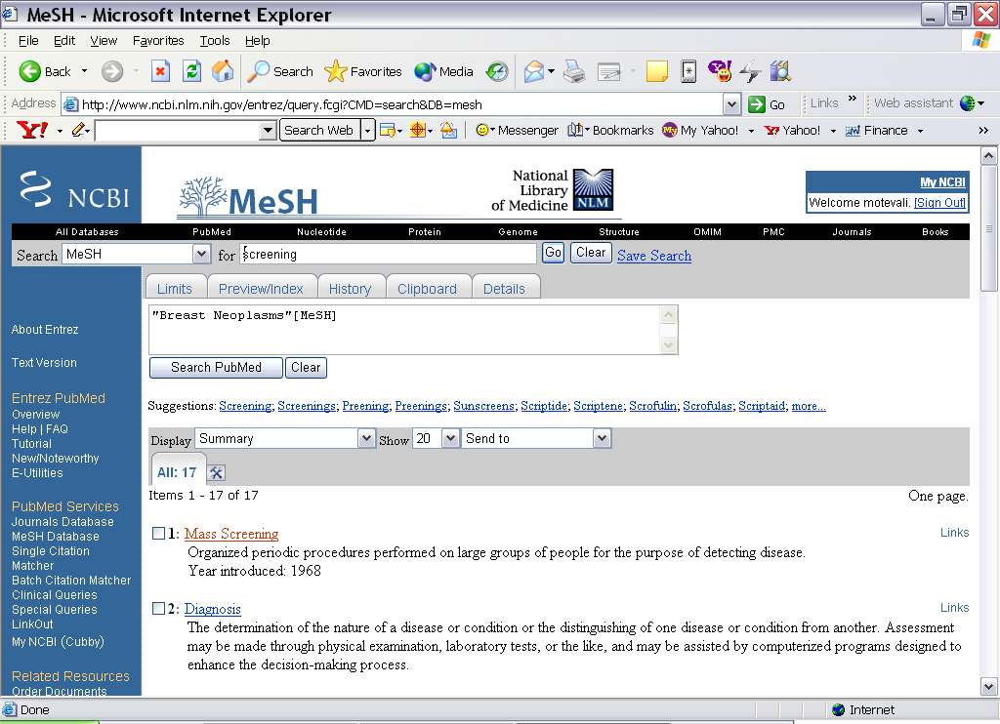 MeSH - Microsoft Internet Explorer
File Edit View Favorites Tools Help
Back Search Favorites Media
Address http://www.ncbi.nlm.nih.gov/entrez/query.fcgi?CMD=search&DB=mesh Go Links » Web assistant
Y! Search Web Messenger Bookmarks My Yahoo! Yahoo! Finance »
NCBI
MeSH
National
Library
of Medicine
NLM
My NCBI
Welcome motevali. [Sign Out]
All Databases PubMed Nucleotide Protein Genome Structure OMIM PMC Journals Books
Search MeSH for screening Go Clear Save Search
Limits Preview/Index History Clipboard Details
"Breast Neoplasms"[MeSH]
Search PubMed Clear
Suggestions: Screening; Screenings; Preening; Preenings; Sunscreens; Scriptide; Scriptene; Scrofulin; Scrofulas; Scriptaid; more...
Display Summary Show 20 Send to
All: 17
Items 1 - 17 of 17 One page.
1: Mass Screening Links
Organized periodic procedures performed on large groups of people for the purpose of detecting disease.
Year introduced: 1968
2: Diagnosis Links
The determination of the nature of a disease or condition or the distinguishing of one disease or condition from another. Assessment
may be made through physical examination, laboratory tests, or the like, and may be assisted by computerized programs designed to
enhance the decision-making process.
About Entrez
Text Version
Entrez PubMed
Overview
Help | FAQ
Tutorial
New/Noteworthy
E-Utilities
PubMed Services
Journals Database
MeSH Database
Single Citation
Matcher
Batch Citation Matcher
Clinical Queries
Special Queries
LinkOut
My NCBI (Cubby)
Related Resources
Order Documents
Done Internet